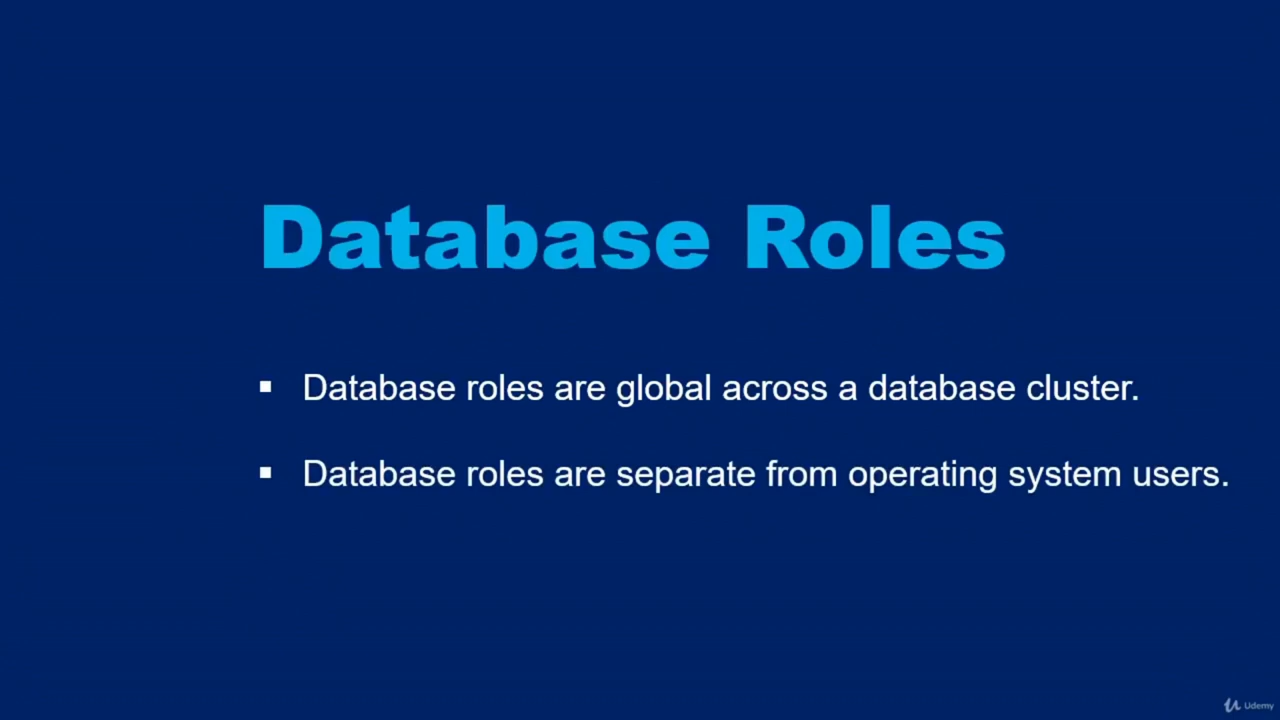 Database Roles
▪ Database roles are global across a database cluster.
▪ Database roles are separate from operating system users.
Udemy